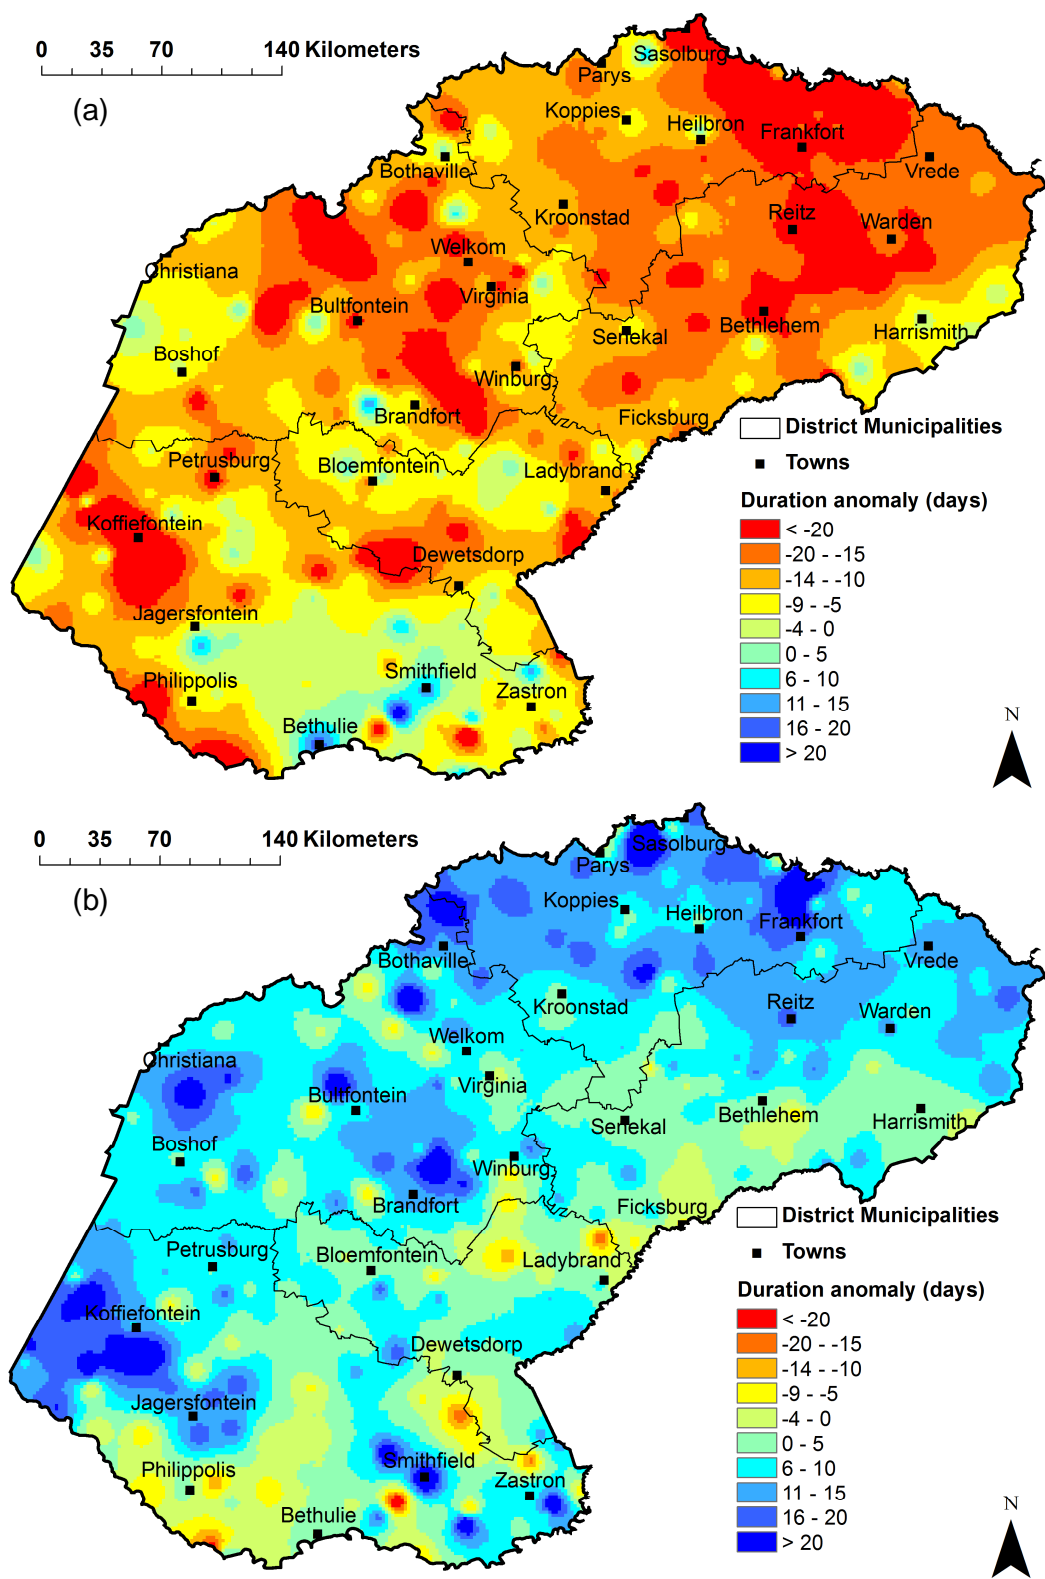 0 35 70 140 Kilometers
(a)
Sasolburg
Parys
Koppies
Heilbron
Frankfort
Bothaville
Vrede
Kroonstad
Reitz
Warden
Welkom
Christiana
Virginia
Bultfontein
Bethlehem
Harrismith
Senekal
Boshof
Winburg
Brandfort
Ficksburg
Petrusburg
Bloemfontein
Ladybrand
Koffiefontein
Dewetsdorp
Jagersfontein
Smithfield
Philippolis
Zastron
Bethulie
District Municipalities
Towns
Duration anomaly (days)
< -20
-20 - -15
-14 - -10
-9 - -5
-4 - 0
0 - 5
6 - 10
11 - 15
16 - 20
> 20
N
0 35 70 140 Kilometers
(b)
Sasolburg
Parys
Koppies
Heilbron
Frankfort
Bothaville
Vrede
Kroonstad
Reitz
Warden
Welkom
Christiana
Virginia
Bultfontein
Bethlehem
Harrismith
Senekal
Boshof
Winburg
Brandfort
Ficksburg
Petrusburg
Bloemfontein
Ladybrand
Koffiefontein
Dewetsdorp
Jagersfontein
Smithfield
Philippolis
Zastron
Bethulie
District Municipalities
Towns
Duration anomaly (days)
< -20
-20 - -15
-14 - -10
-9 - -5
-4 - 0
0 - 5
6 - 10
11 - 15
16 - 20
> 20
N